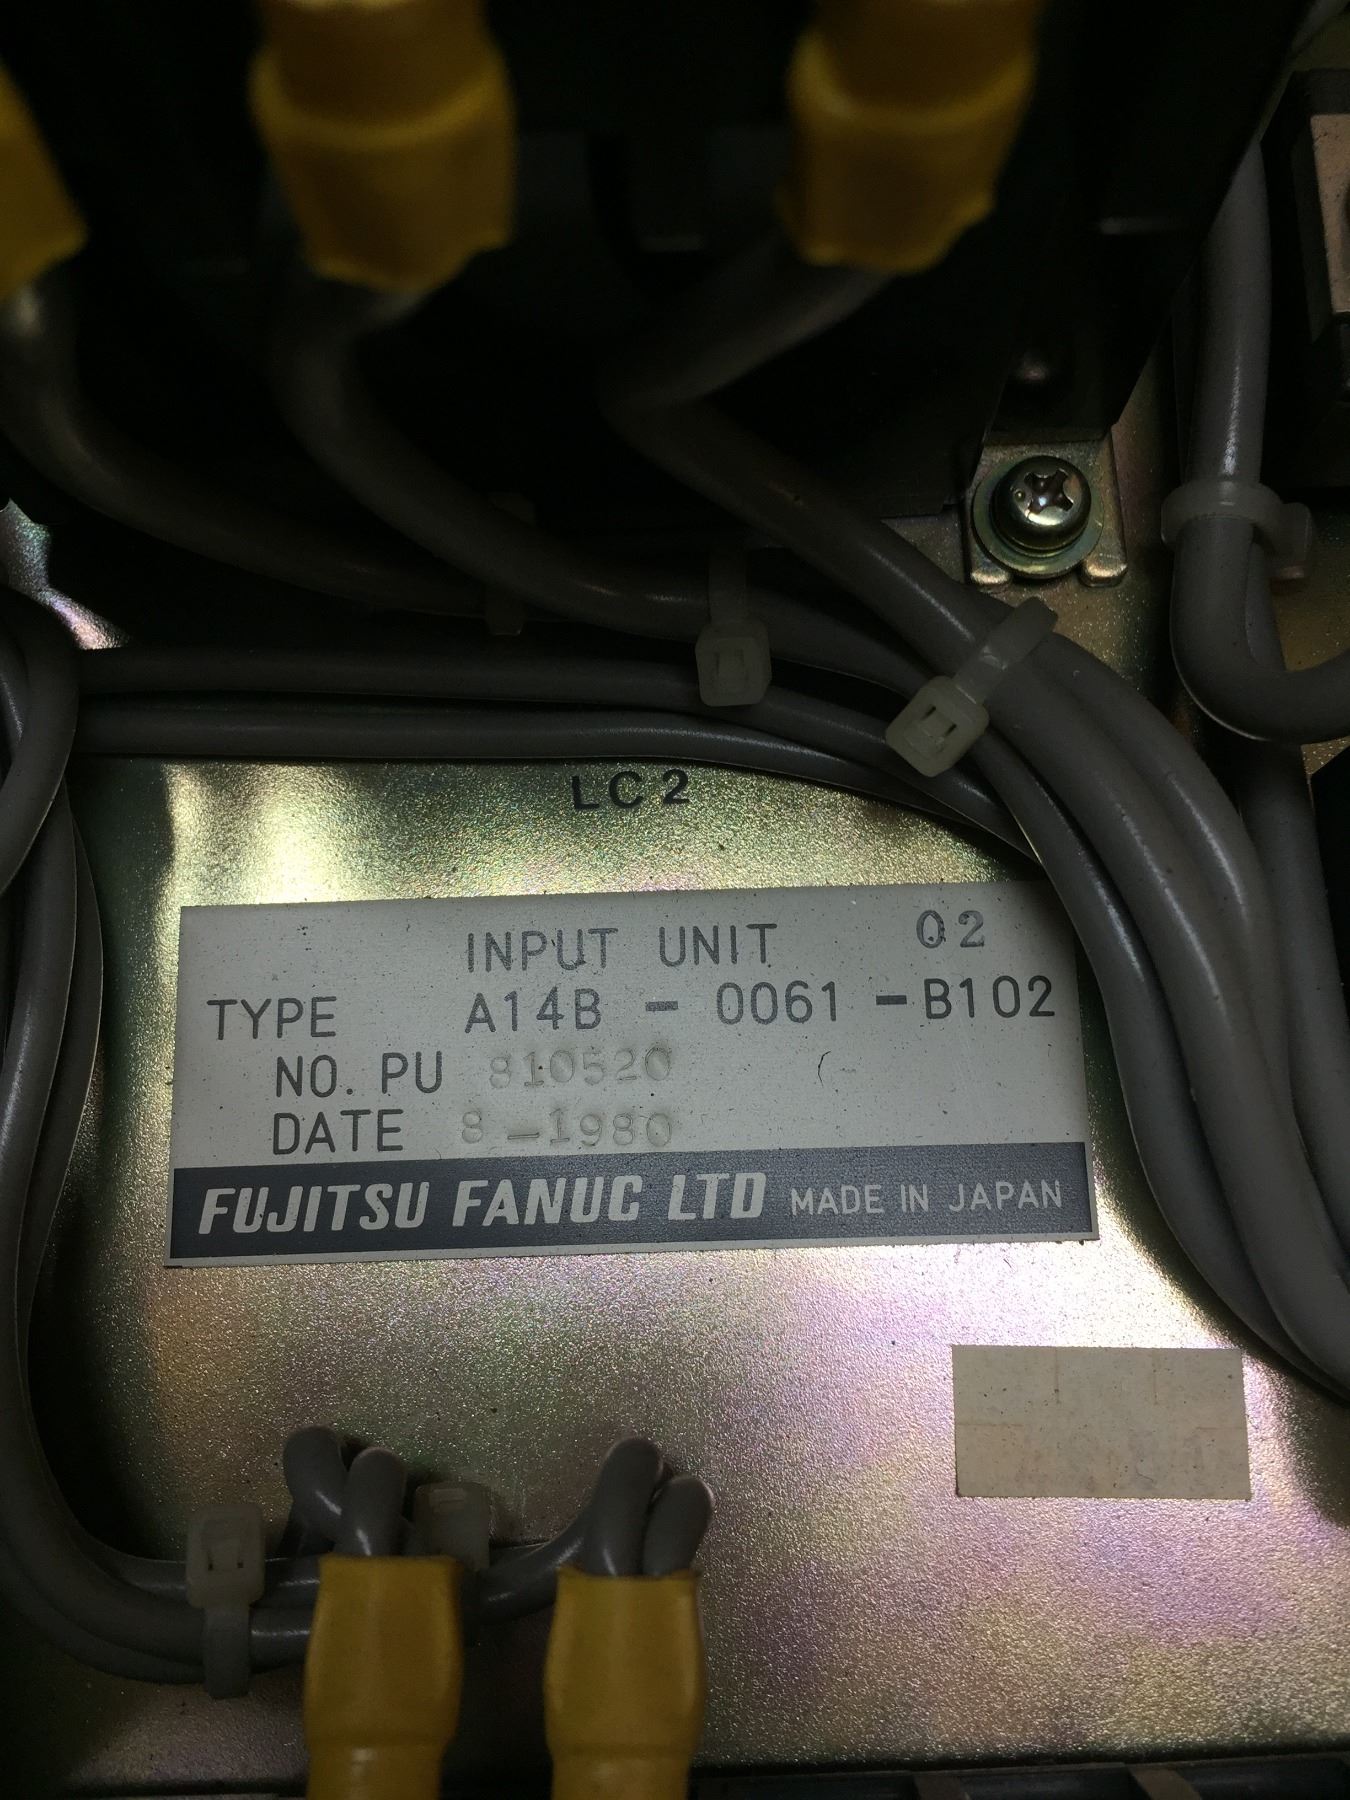 LC2
INPUT UNIT 02
TYPE A14B - 0061 - B102
NO. PU 810520
DATE 8 - 1980
FUJITSU FANUC LTD MADE IN JAPAN